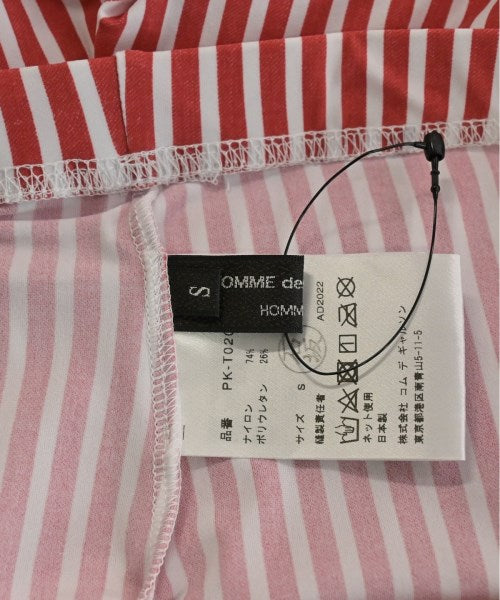 S
OMME de
HOMM
AD2022
品番 PK-T020
ナイロン 74%
ポリウレタン 26%
サイズ S
縫製責任者
ネット使用
日本製
株式会社 コム デ ギャルソン
東京都港区南青山5-11-5